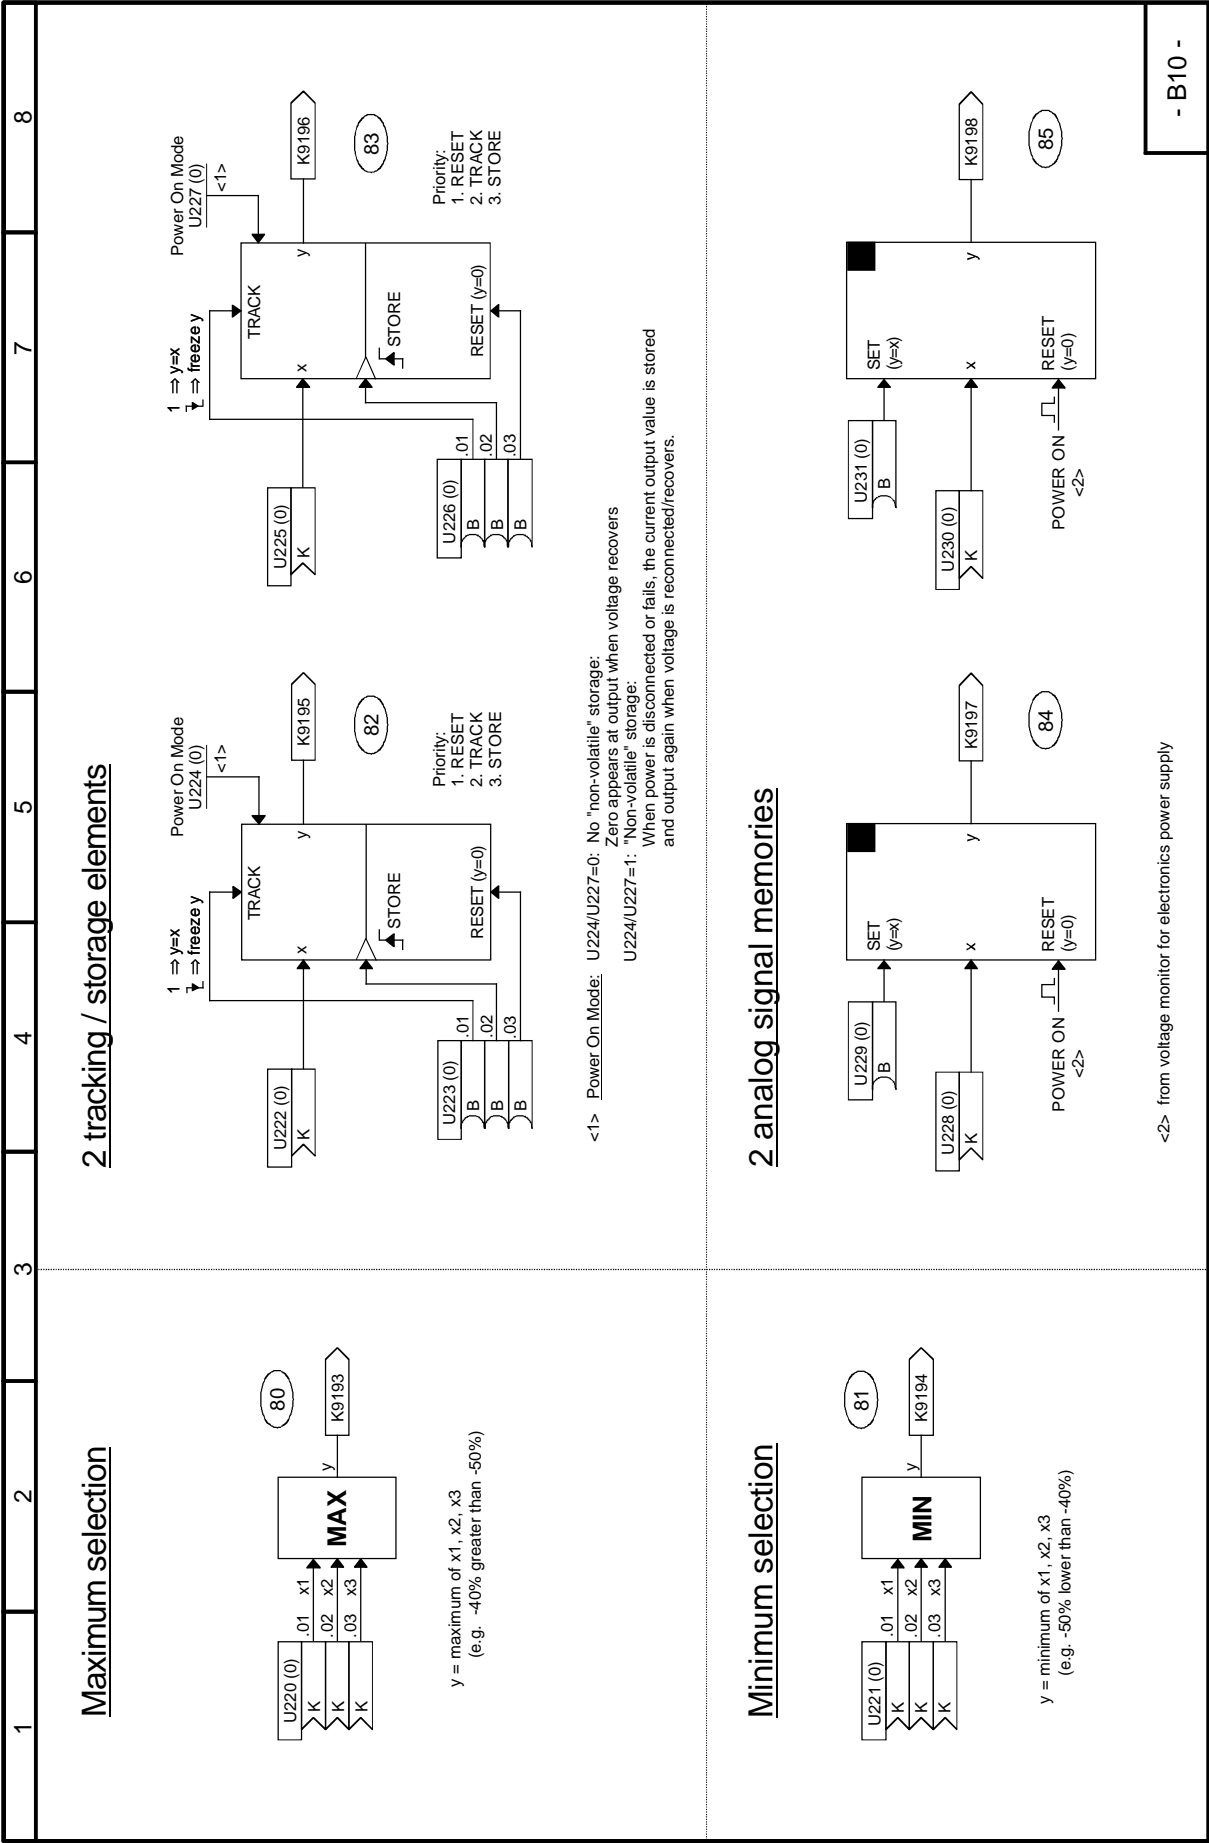 1 2 3 4 5 6 7 8
Maximum selection
U220 (0)
K .01 x1
K .02 x2
K .03 x3
MAX
y
K9193
80
y = maximum of x1, x2, x3
(e.g. -40% greater than -50%)
Minimum selection
U221 (0)
K .01 x1
K .02 x2
K .03 x3
MIN
y
K9194
81
y = minimum of x1, x2, x3
(e.g. -50% lower than -40%)
2 tracking / storage elements
1 ⇒ y=x
⇒ freeze y
Power On Mode
U224 (0)
<1>
TRACK
U222 (0)
K
x
y
K9195
82
STORE
RESET (y=0)
U223 (0)
B .01
B .02
B .03
Priority:
1. RESET
2. TRACK
3. STORE
1 ⇒ y=x
⇒ freeze y
Power On Mode
U227 (0)
<1>
TRACK
U225 (0)
K
x
y
K9196
83
STORE
RESET (y=0)
U226 (0)
B .01
B .02
B .03
Priority:
1. RESET
2. TRACK
3. STORE
<1> Power On Mode: U224/U227=0: No "non-volatile" storage:
Zero appears at output when voltage recovers
U224/U227=1: "Non-volatile" storage:
When power is disconnected or fails, the current output value is stored
and output again when voltage is reconnected/recovers.
2 analog signal memories
U229 (0)
B
SET
(y=x)
U228 (0)
K
x
y
K9197
84
POWER ON
<2>
RESET
(y=0)
U231 (0)
B
SET
(y=x)
U230 (0)
K
x
y
K9198
85
POWER ON
<2>
RESET
(y=0)
<2> from voltage monitor for electronics power supply
- B10 -